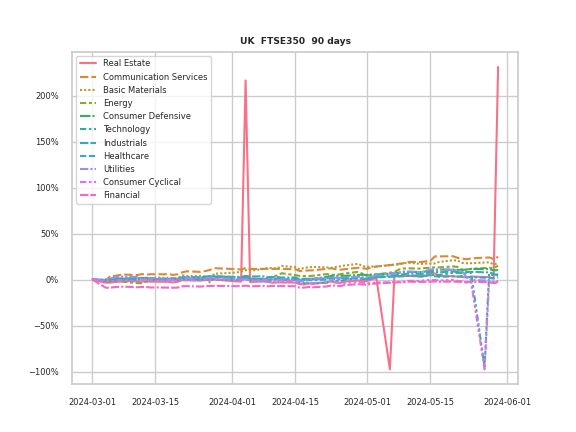 UK FTSE350 90 days
Real Estate
Communication Services
Basic Materials
Energy
Consumer Defensive
Technology
Industrials
Healthcare
Utilities
Consumer Cyclical
Financial
200%
150%
100%
50%
0%
−50%
−100%
2024-03-01 2024-03-15 2024-04-01 2024-04-15 2024-05-01 2024-05-15 2024-06-01